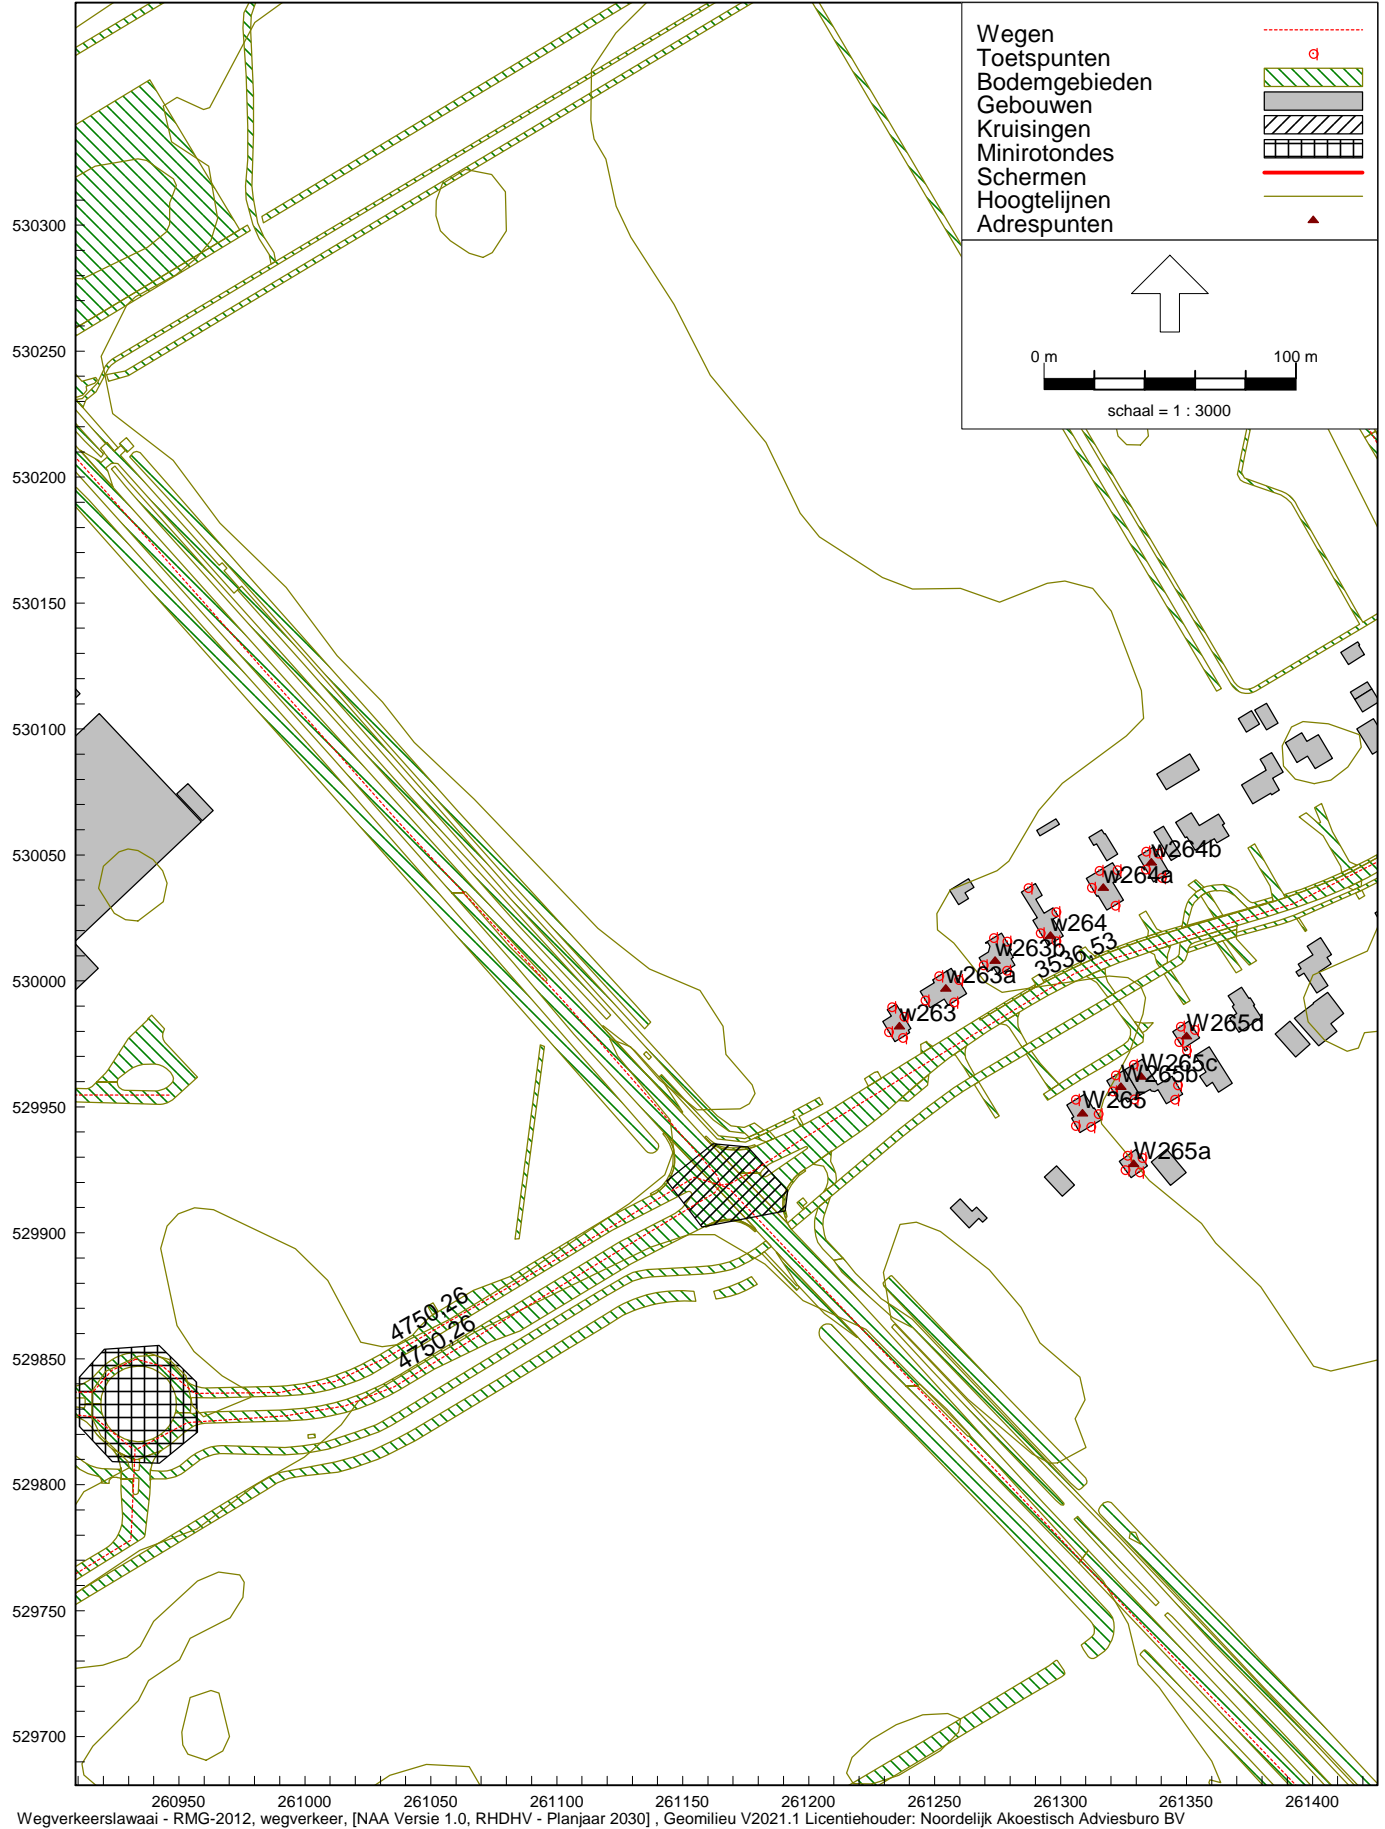 Wegen
Toetspunten
Bodemgebieden
Gebouwen
Kruisingen
Minirotondes
Schermen
Hoogtelijnen
Adrespunten
0 m
100 m
schaal = 1 : 3000
530300
530250
530200
530150
530100
530050
530000
529950
529900
529850
529800
529750
529700
w264b
w264a
w264
w263b
3536,53
w263a
w263
W265d
W265c
W265b
W265
W265a
4750,26
4750,26
260950
261000
261050
261100
261150
261200
261250
261300
261350
261400
Wegverkeerslawaai - RMG-2012, wegverkeer, [NAA Versie 1.0, RHDHV - Planjaar 2030] , Geomilieu V2021.1 Licentiehouder: Noordelijk Akoestisch Adviesburo BV